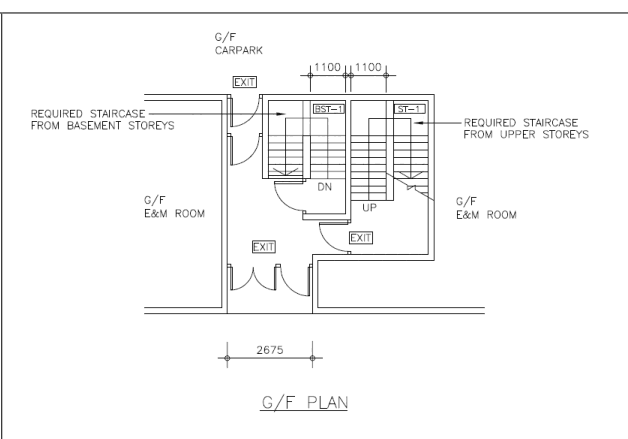 G/F
CARPARK
1100 1100
EXIT
BST-1
ST-1
REQUIRED STAIRCASE
FROM BASEMENT STOREYS
REQUIRED STAIRCASE
FROM UPPER STOREYS
DN
UP
G/F
E&M ROOM
G/F
E&M ROOM
EXIT
EXIT
2675
G/F PLAN